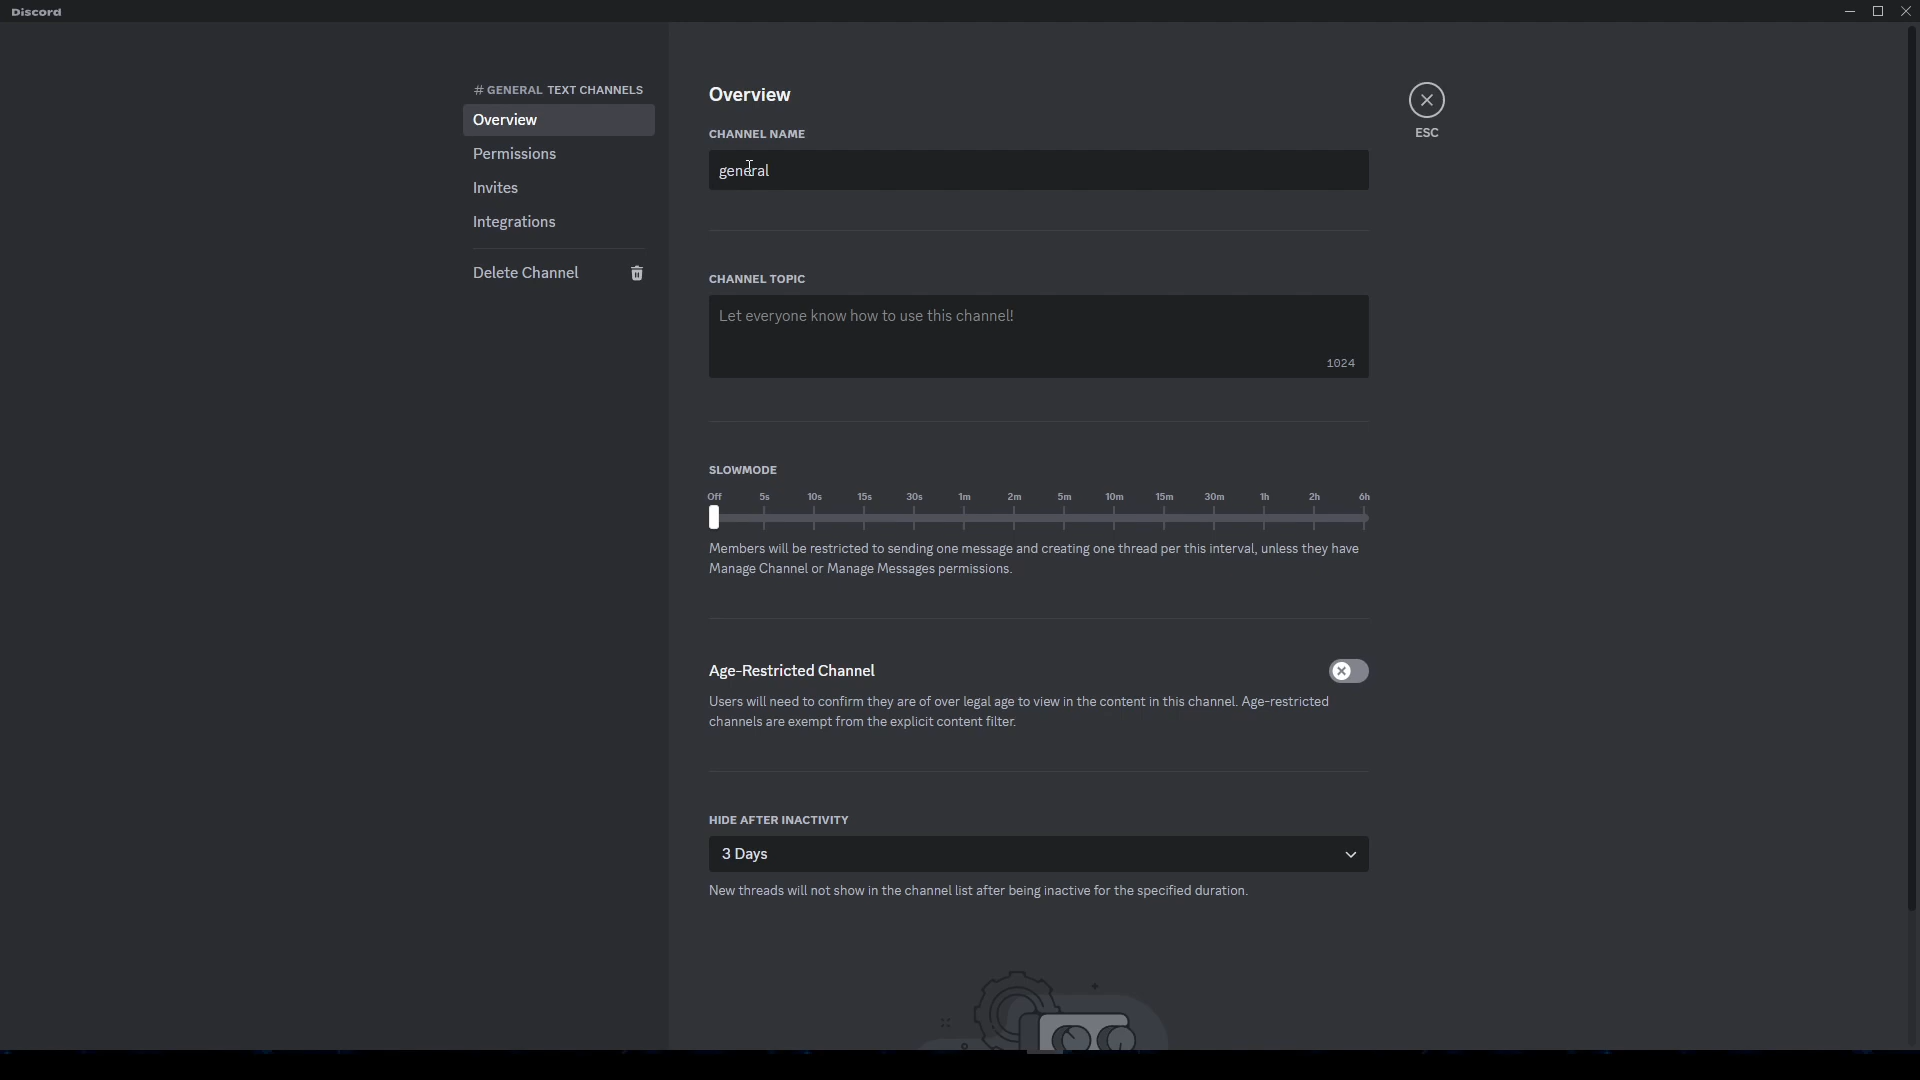 Discord
# GENERAL TEXT CHANNELS
Overview
Permissions
Invites
Integrations
Delete Channel
Overview
ESC
CHANNEL NAME
general
CHANNEL TOPIC
Let everyone know how to use this channel!
1024
SLOWMODE
Off 5s 10s 15s 30s 1m 2m 5m 10m 15m 30m 1h 2h 6h
Members will be restricted to sending one message and creating one thread per this interval, unless they have
Manage Channel or Manage Messages permissions.
Age-Restricted Channel
Users will need to confirm they are of over legal age to view in the content in this channel. Age-restricted
channels are exempt from the explicit content filter.
HIDE AFTER INACTIVITY
3 Days
New threads will not show in the channel list after being inactive for the specified duration.